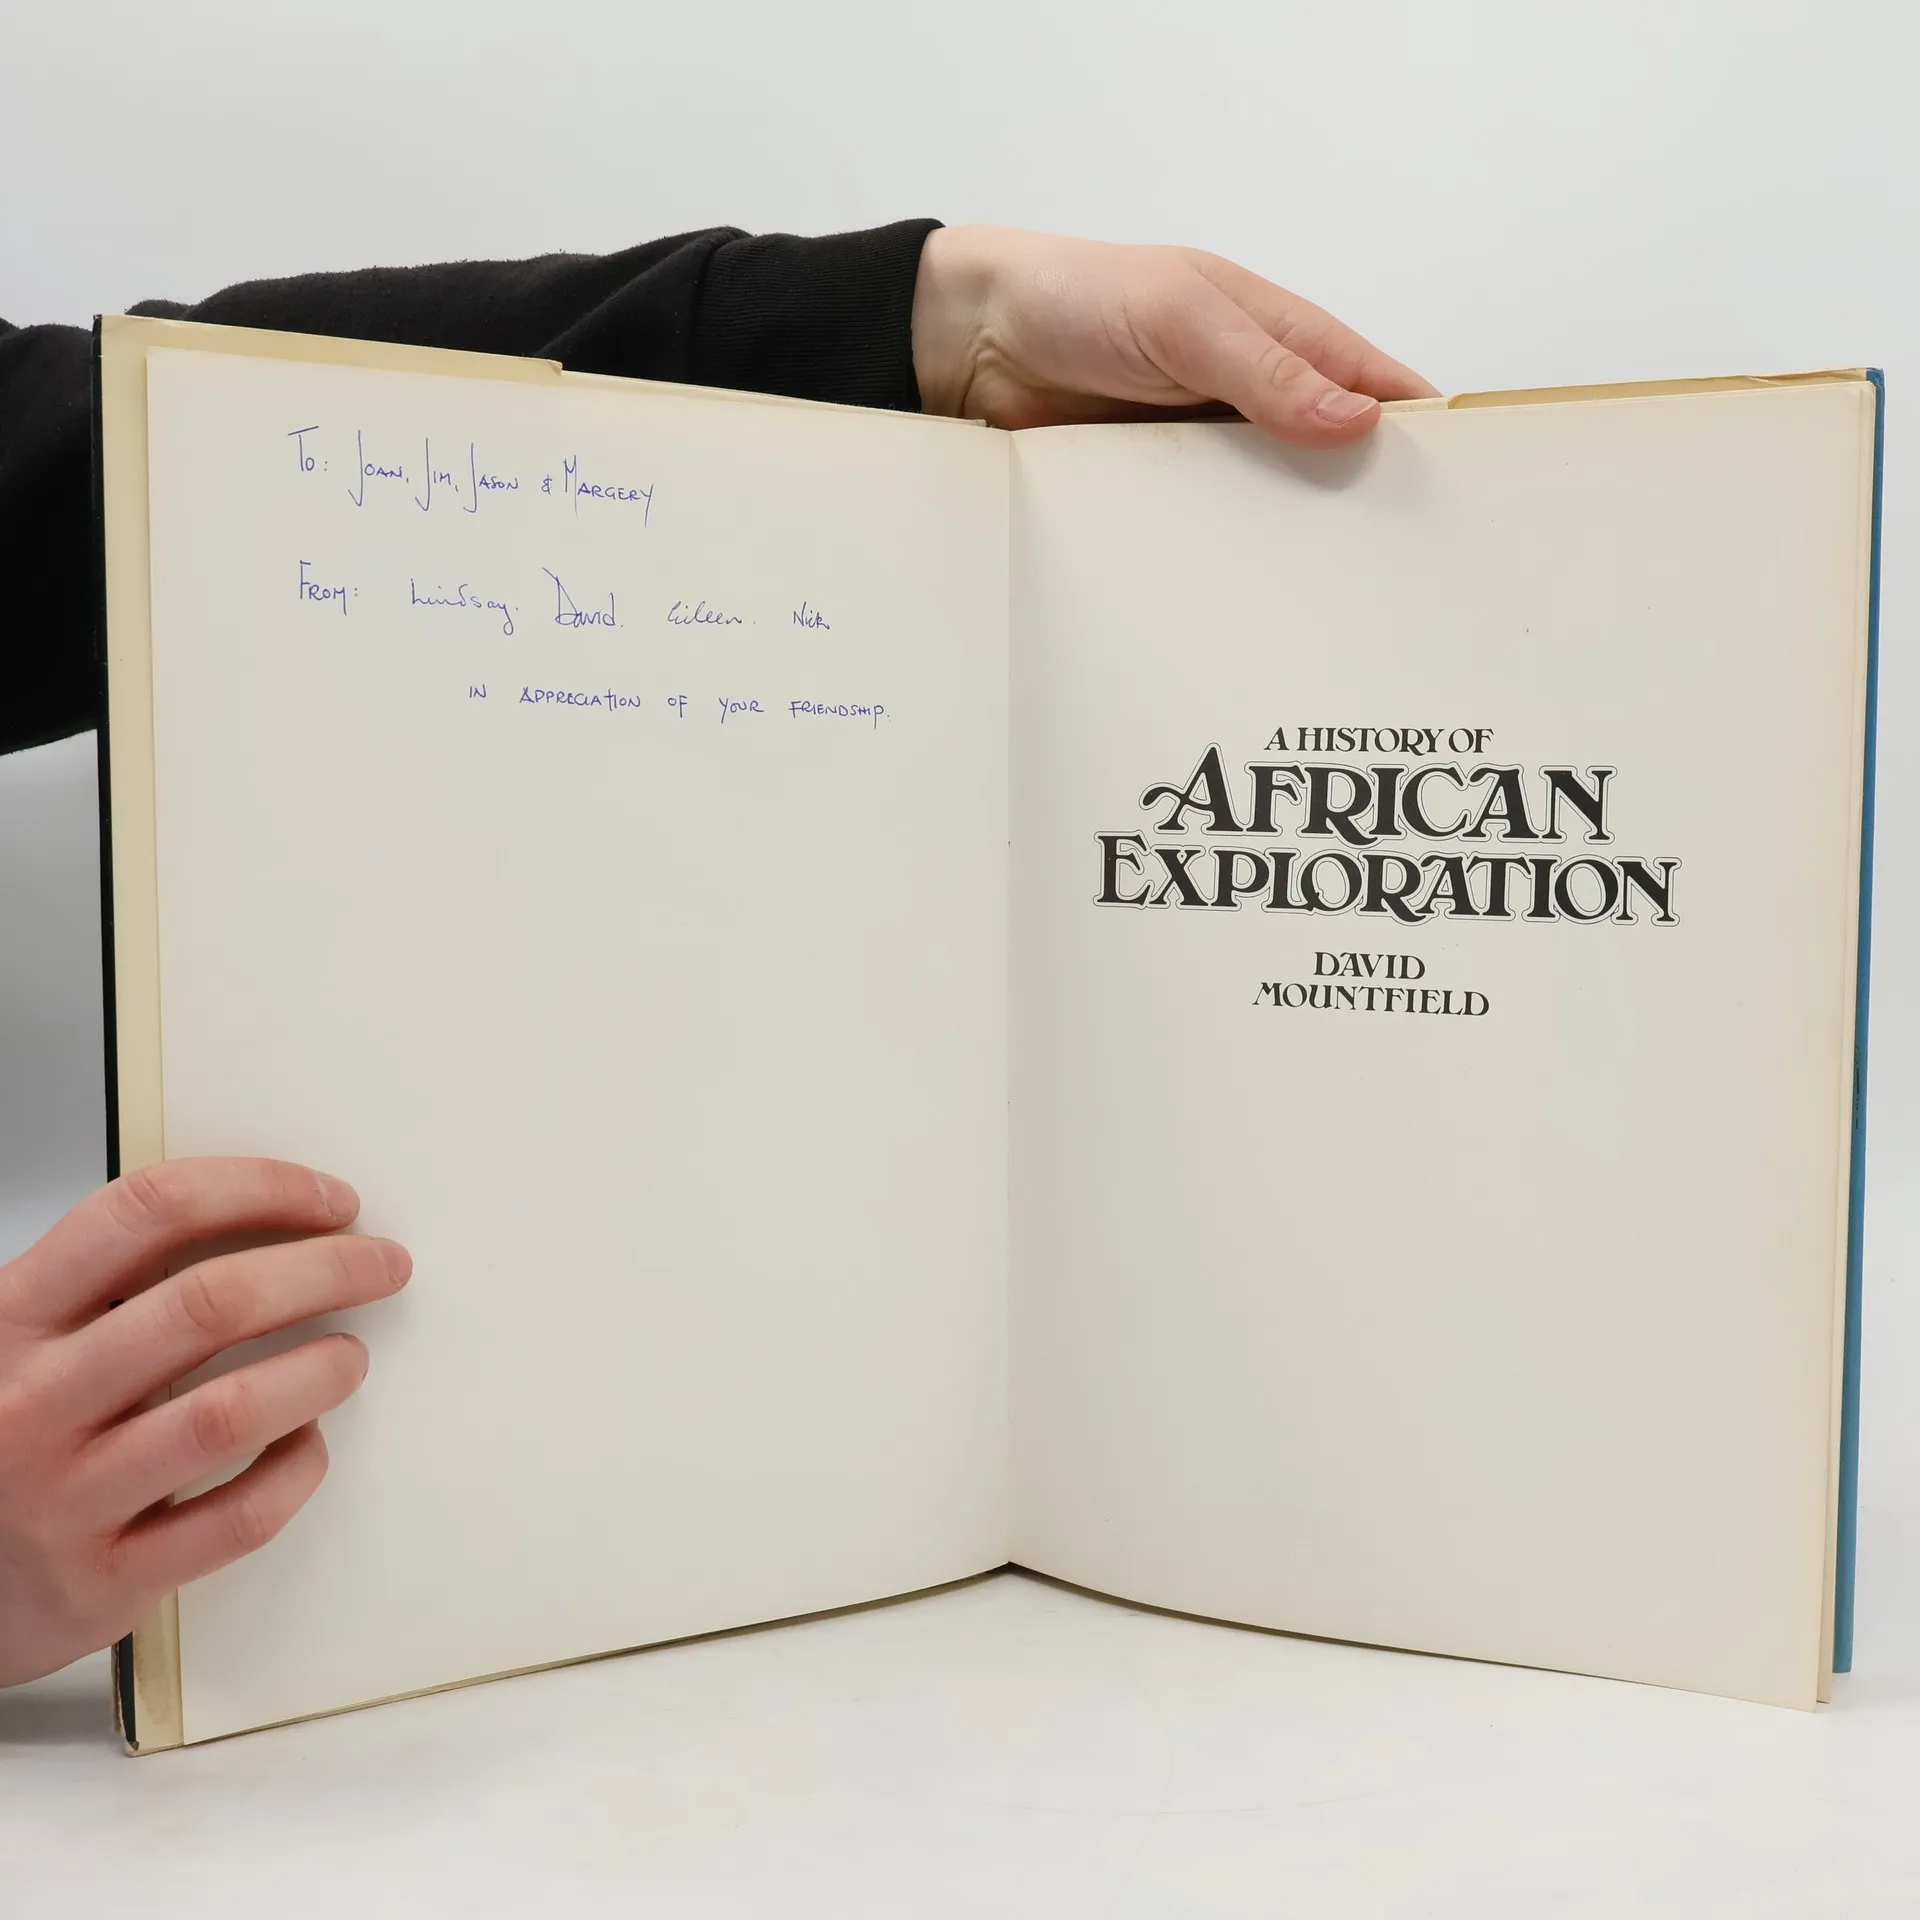 To: Joan, Jim, Jason & Margery
From: Lindsay. David. Eileen. Nick
in appreciation of your friendship.
A HISTORY OF
AFRICAN
EXPLORATION
DAVID
MOUNTFIELD